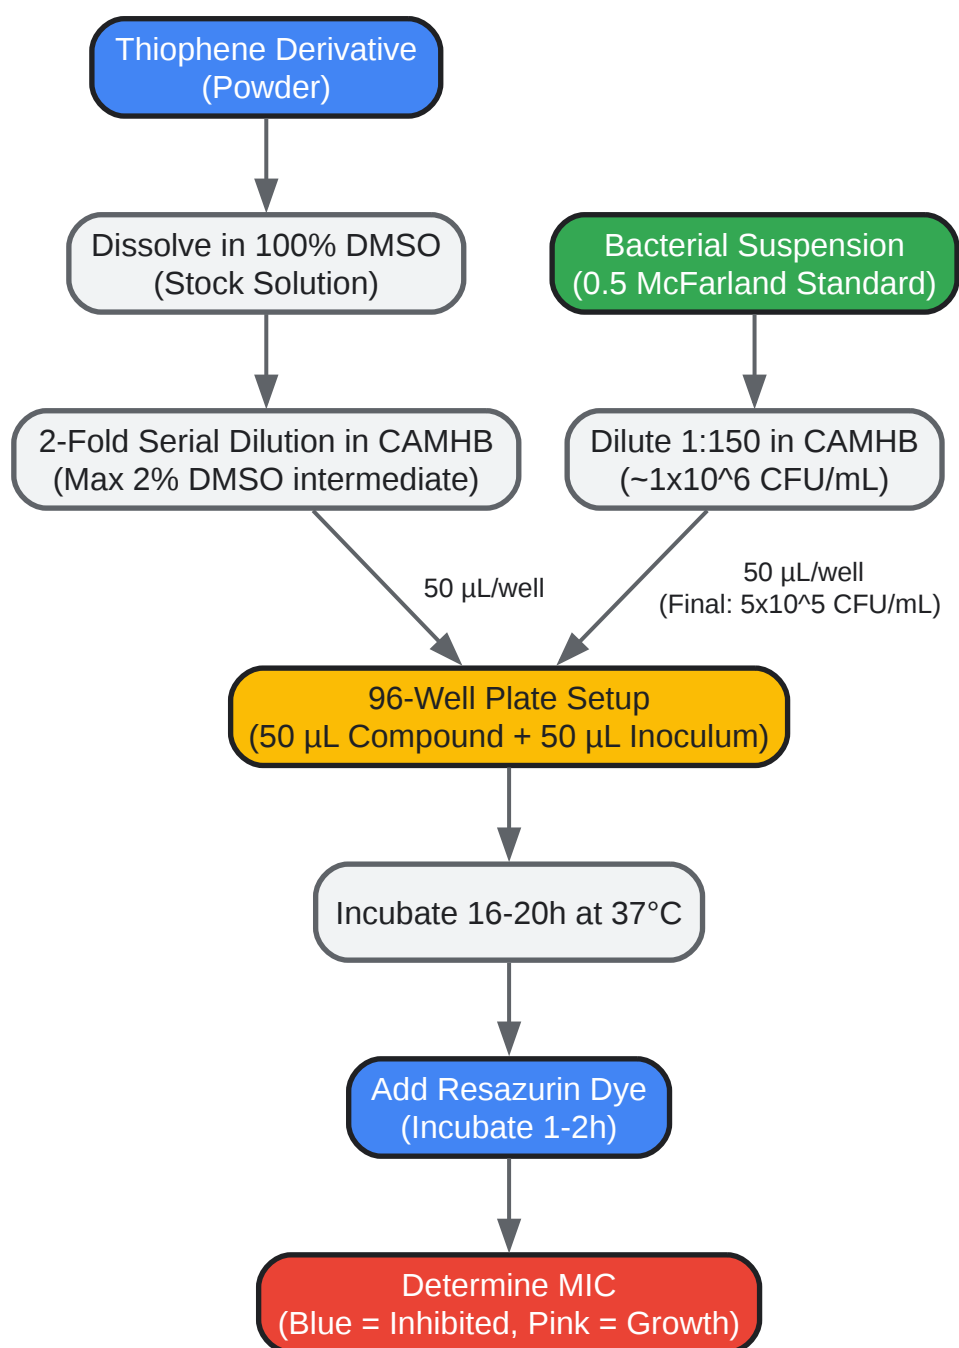 Thiophene Derivative
(Powder)
Dissolve in 100% DMSO
(Stock Solution)
Bacterial Suspension
(0.5 McFarland Standard)
2-Fold Serial Dilution in CAMHB
(Max 2% DMSO intermediate)
Dilute 1:150 in CAMHB
(~1x10^6 CFU/mL)
50 µL/well
50 µL/well
(Final: 5x10^5 CFU/mL)
96-Well Plate Setup
(50 µL Compound + 50 µL Inoculum)
Incubate 16-20h at 37°C
Add Resazurin Dye
(Incubate 1-2h)
Determine MIC
(Blue = Inhibited, Pink = Growth)